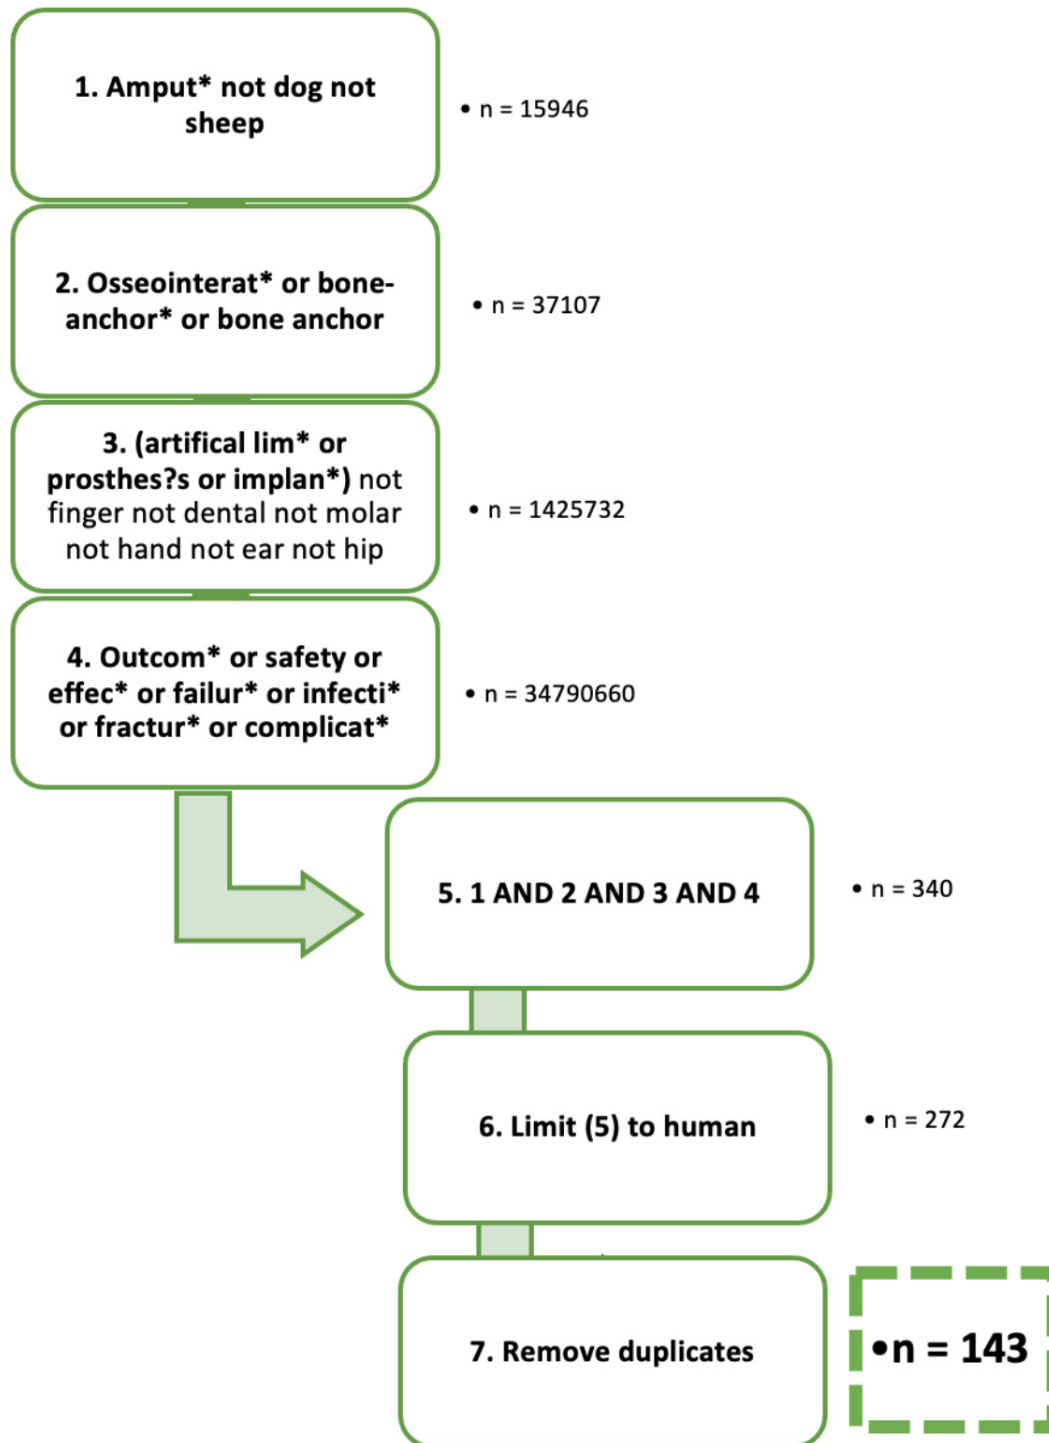 1. Amput* not dog not
sheep
• n = 15946
2. Osseointerat* or bone-
anchor* or bone anchor
• n = 37107
3. (artifical lim* or
prosthes?s or implan*) not
finger not dental not molar
not hand not ear not hip
• n = 1425732
4. Outcom* or safety or
effec* or failur* or infecti*
or fractur* or complicat*
• n = 34790660
5. 1 AND 2 AND 3 AND 4
• n = 340
6. Limit (5) to human
• n = 272
7. Remove duplicates
•n = 143